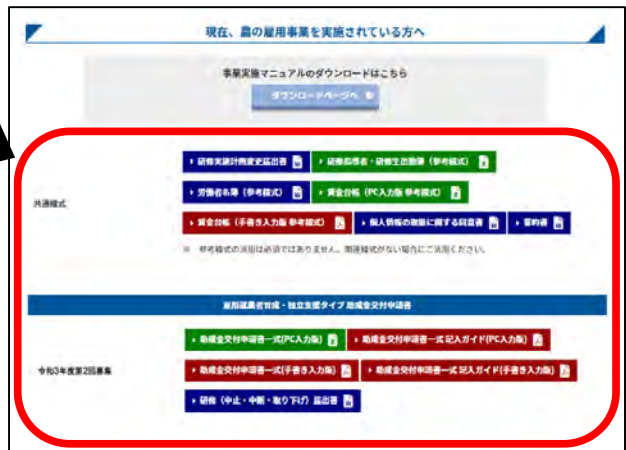 現在、農の雇用事業を実施されている方へ
事業実施マニュアルのダウンロードはこちら
ダウンロードページへ
研修実施計画変更届出書
研修指導者・研修生出勤簿（参考様式）
共通様式
労働者名簿（参考様式）
賃金台帳（PC入力版 参考様式）
賃金台帳（手書き入力版 参考様式）
個人情報の取扱に関する同意書
誓約書
※ 参考様式の使用は必須ではありません。関連様式がない場合にご活用ください。
雇用就業者育成・独立支援タイプ 助成金交付申請書
助成金交付申請書一式(PC入力版)
助成金交付申請書一式 記入ガイド(PC入力版)
令和3年度第2回募集
助成金交付申請書一式(手書き入力版)
助成金交付申請書一式 記入ガイド(手書き入力版)
研修（中止・中断・取り下げ）届出書